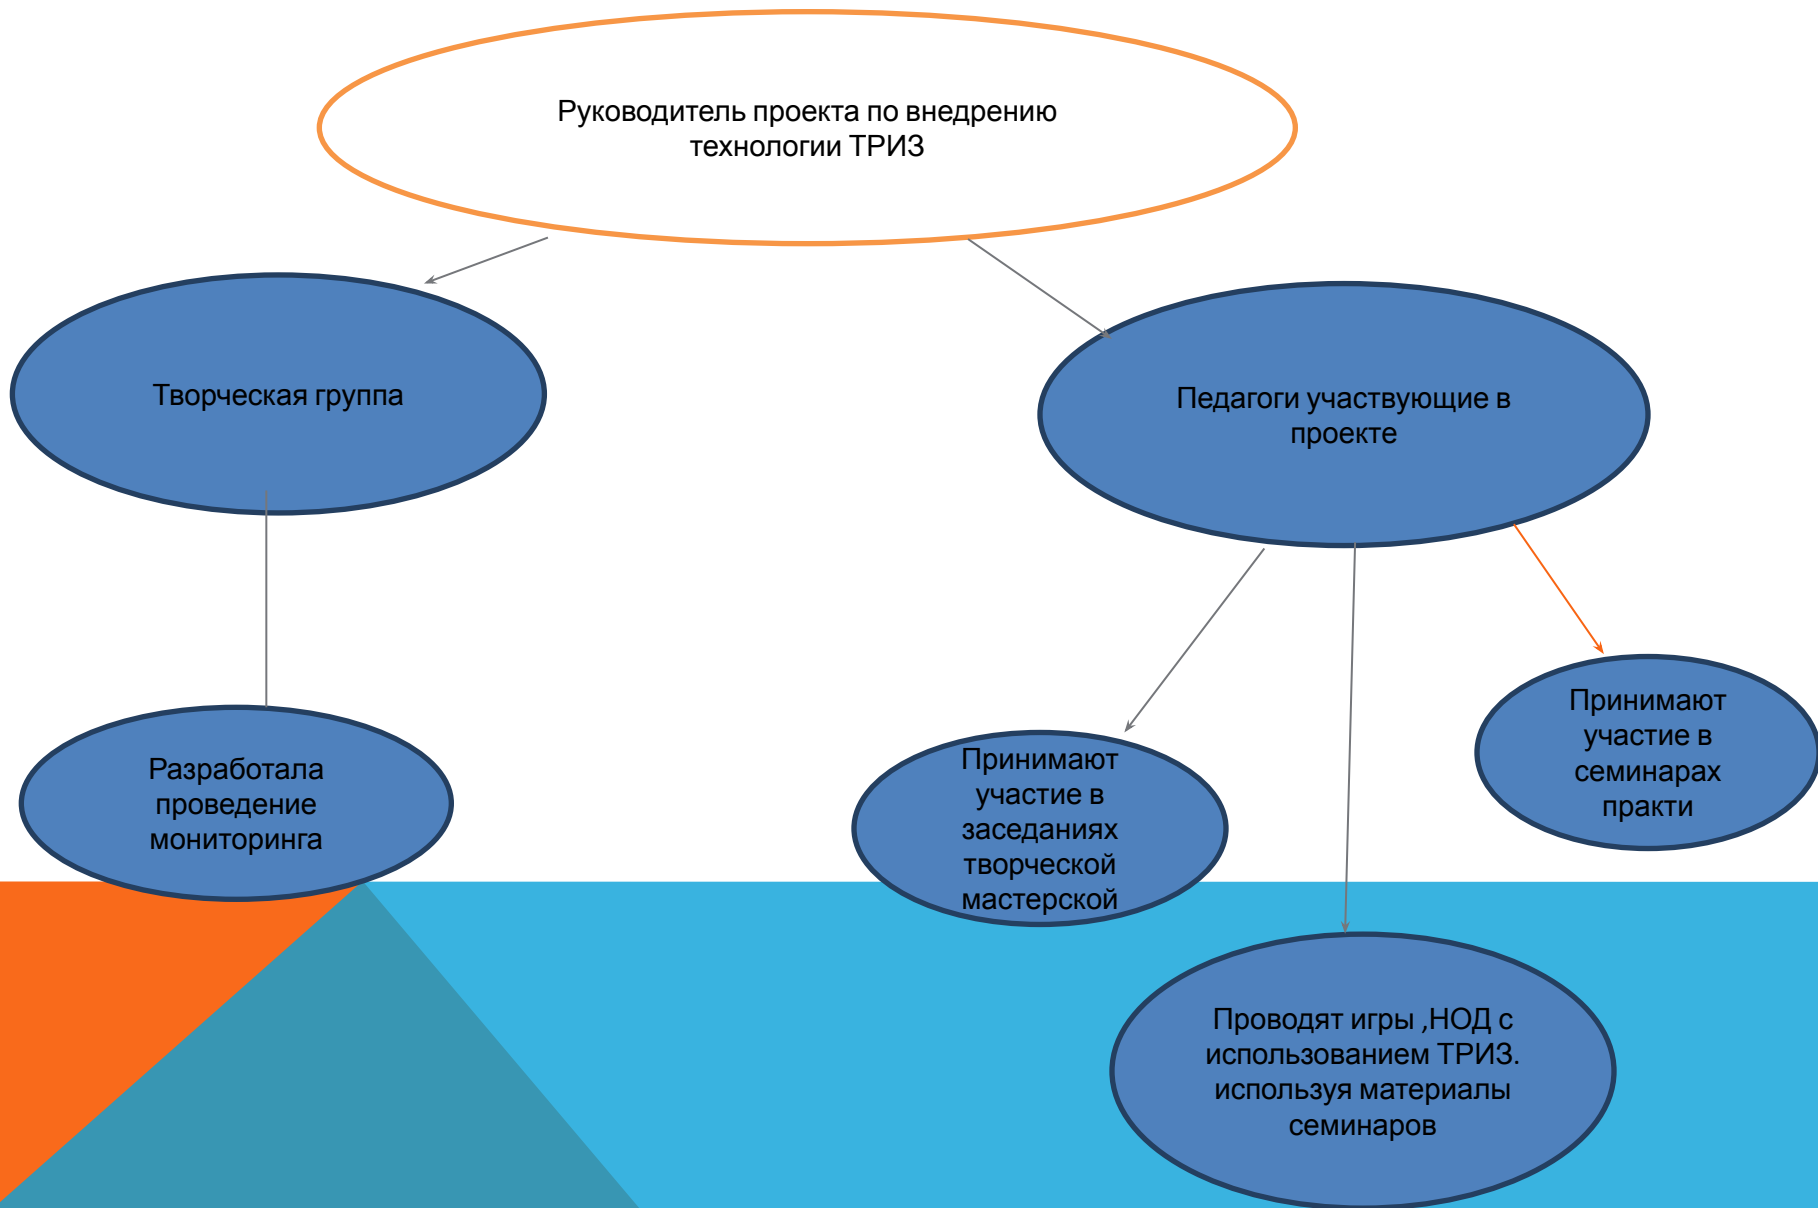 Руководитель проекта по внедрению
технологии ТРИЗ
Творческая группа
Педагоги участвующие в
проекте
Разработала
проведение
мониторинга
Принимают
участие в
заседаниях
творческой
мастерской
Принимают
участие в
семинарах
практи
Проводят игры ,НОД с
использованием ТРИЗ.
используя материалы
семинаров